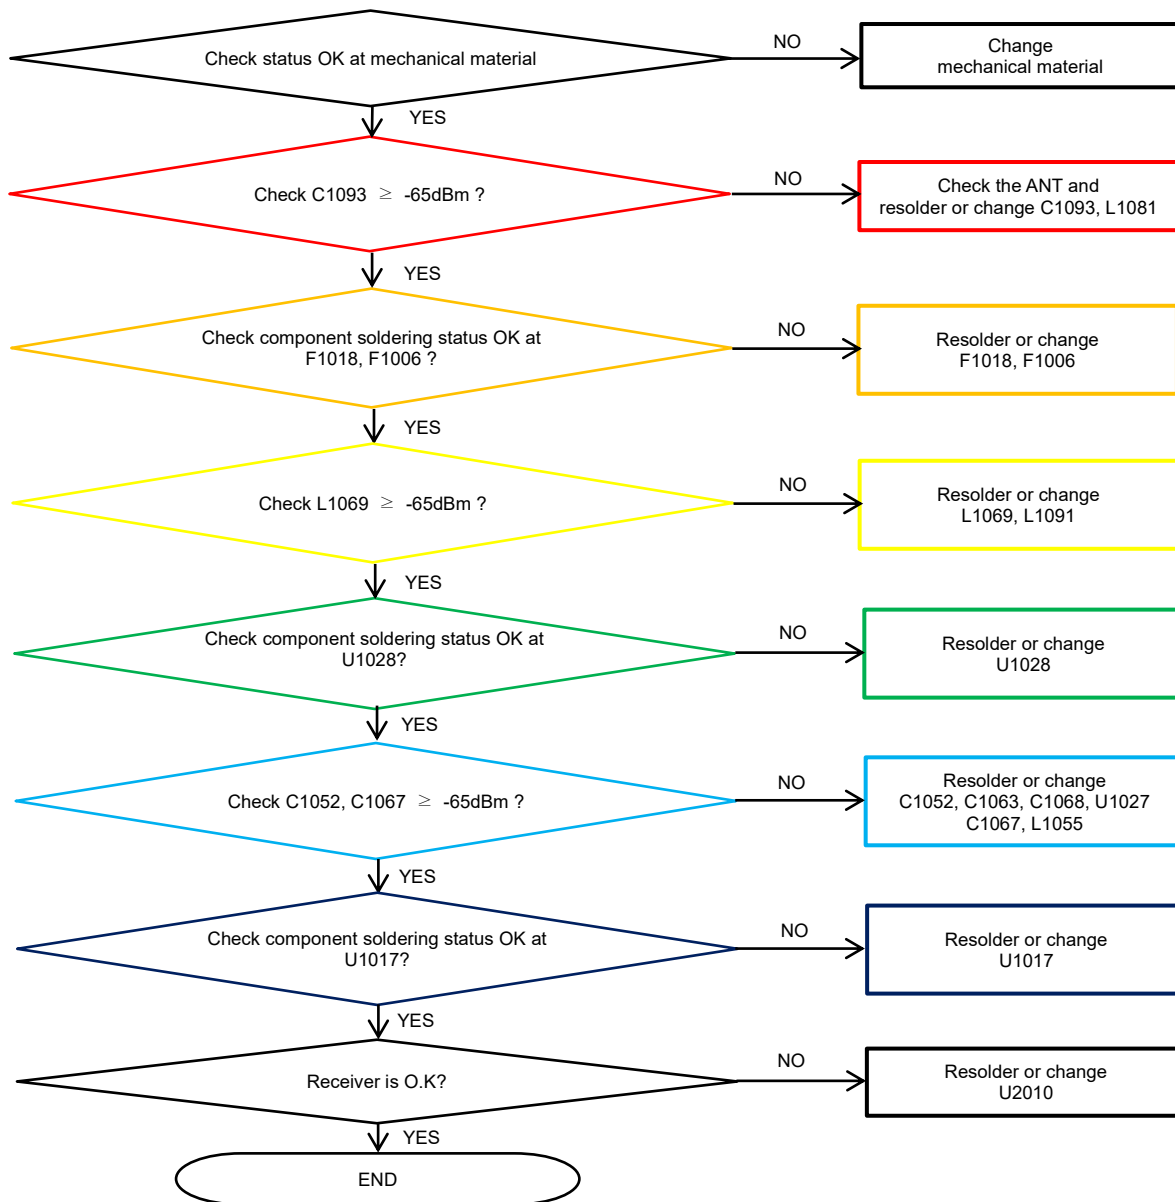 Check status OK at mechanical material
NO
Change
mechanical material
YES
Check C1093 ≥ -65dBm ?
NO
Check the ANT and
resolder or change C1093, L1081
YES
Check component soldering status OK at
F1018, F1006 ?
NO
Resolder or change
F1018, F1006
YES
Check L1069 ≥ -65dBm ?
NO
Resolder or change
L1069, L1091
YES
Check component soldering status OK at
U1028?
NO
Resolder or change
U1028
YES
Check C1052, C1067 ≥ -65dBm ?
NO
Resolder or change
C1052, C1063, C1068, U1027
C1067, L1055
YES
Check component soldering status OK at
U1017?
NO
Resolder or change
U1017
YES
Receiver is O.K?
NO
Resolder or change
U2010
YES
END